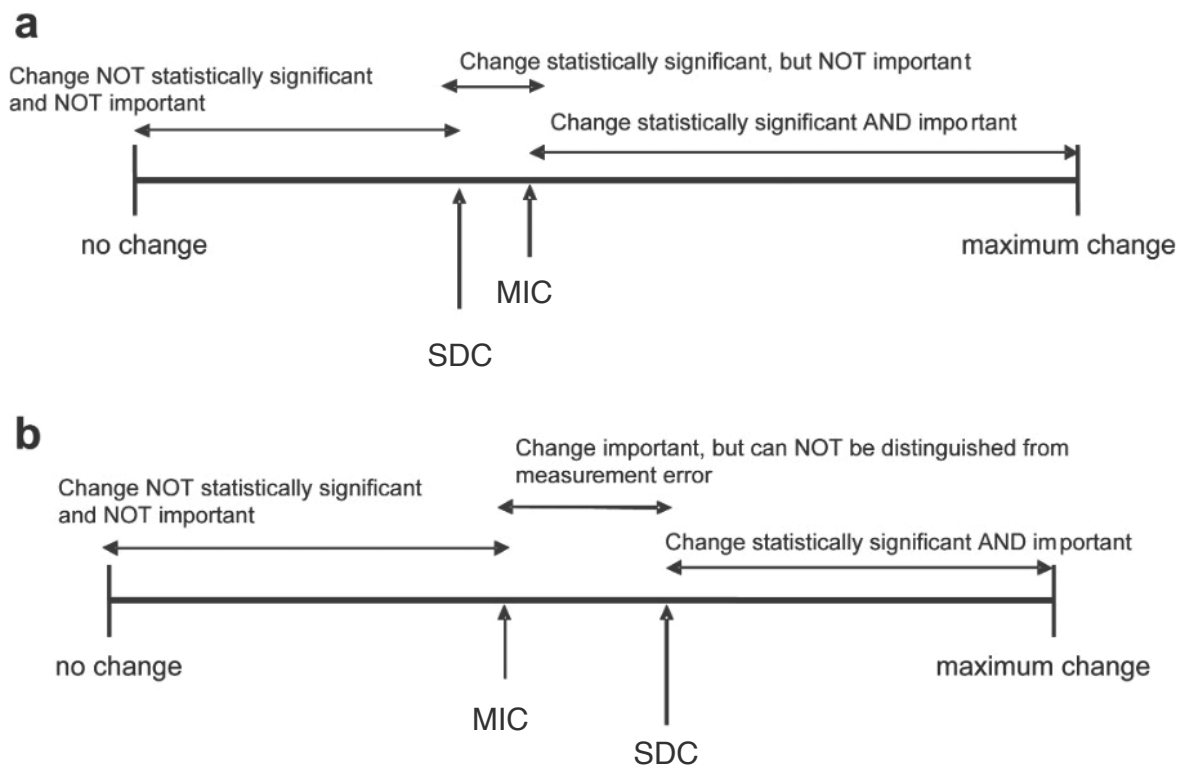 a
Change NOT statistically significant
and NOT important
Change statistically significant, but NOT important
Change statistically significant AND important
no change
maximum change
MIC
SDC
b
Change NOT statistically significant
and NOT important
Change important, but can NOT be distinguished from
measurement error
Change statistically significant AND important
no change
maximum change
MIC
SDC